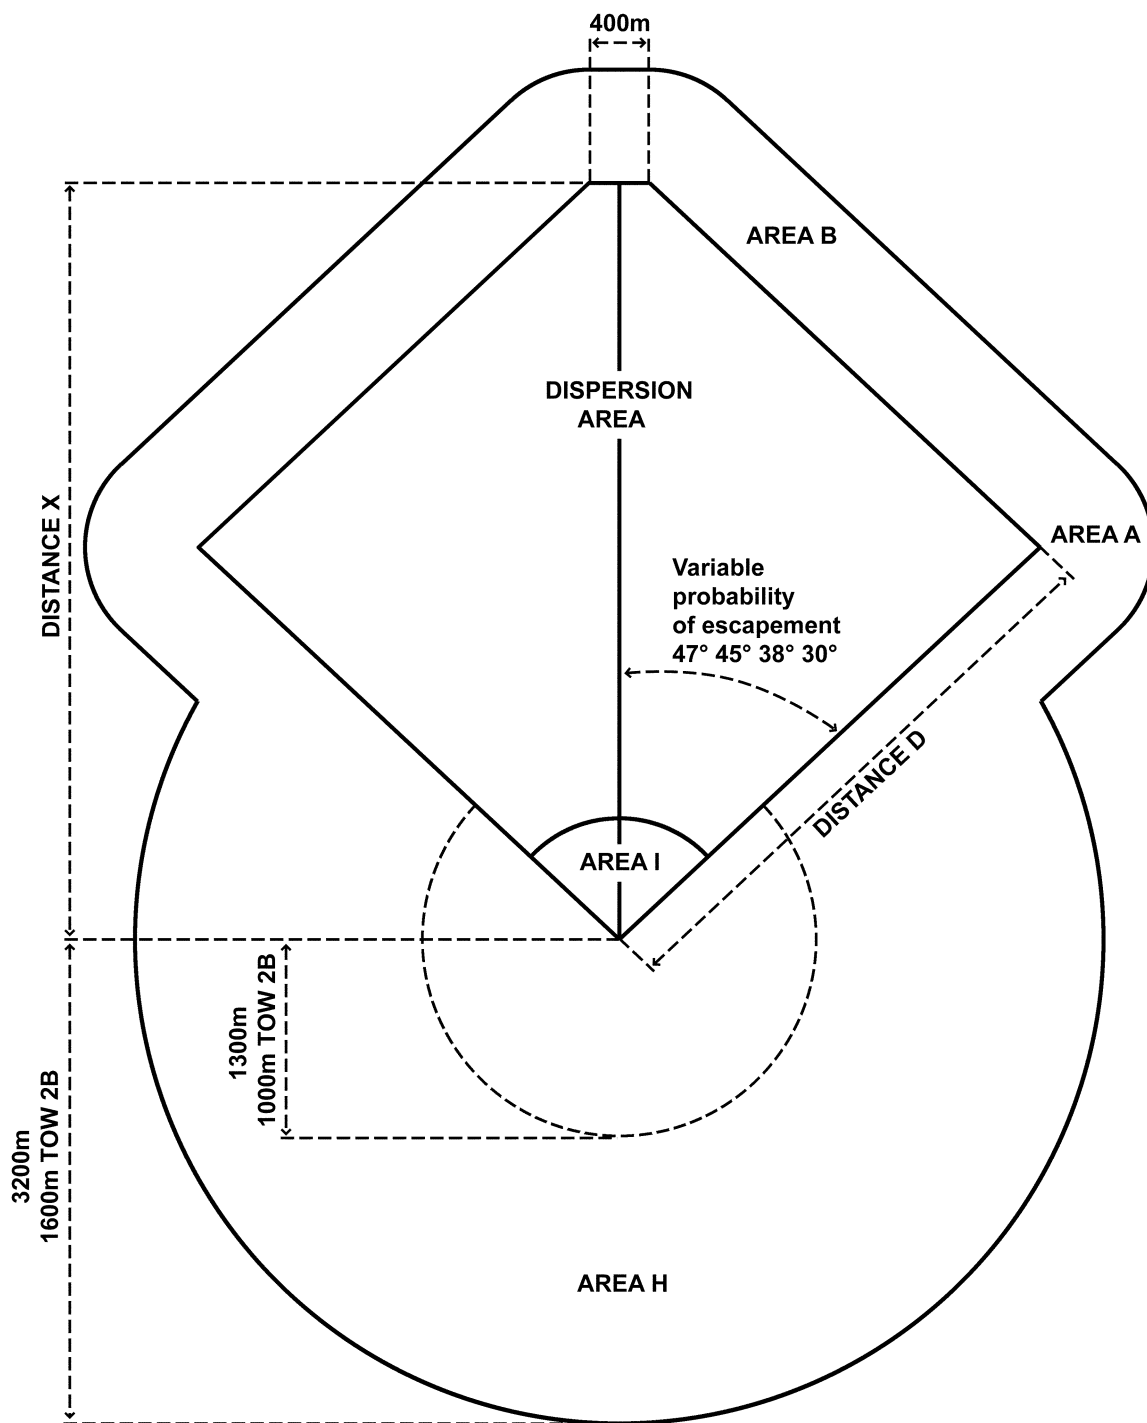 400m
AREA B
DISPERSION
AREA
DISTANCE X
AREA A
Variable
probability
of escapement
47° 45° 38° 30°
DISTANCE D
AREA I
1300m
1000m TOW 2B
3200m
1600m TOW 2B
AREA H